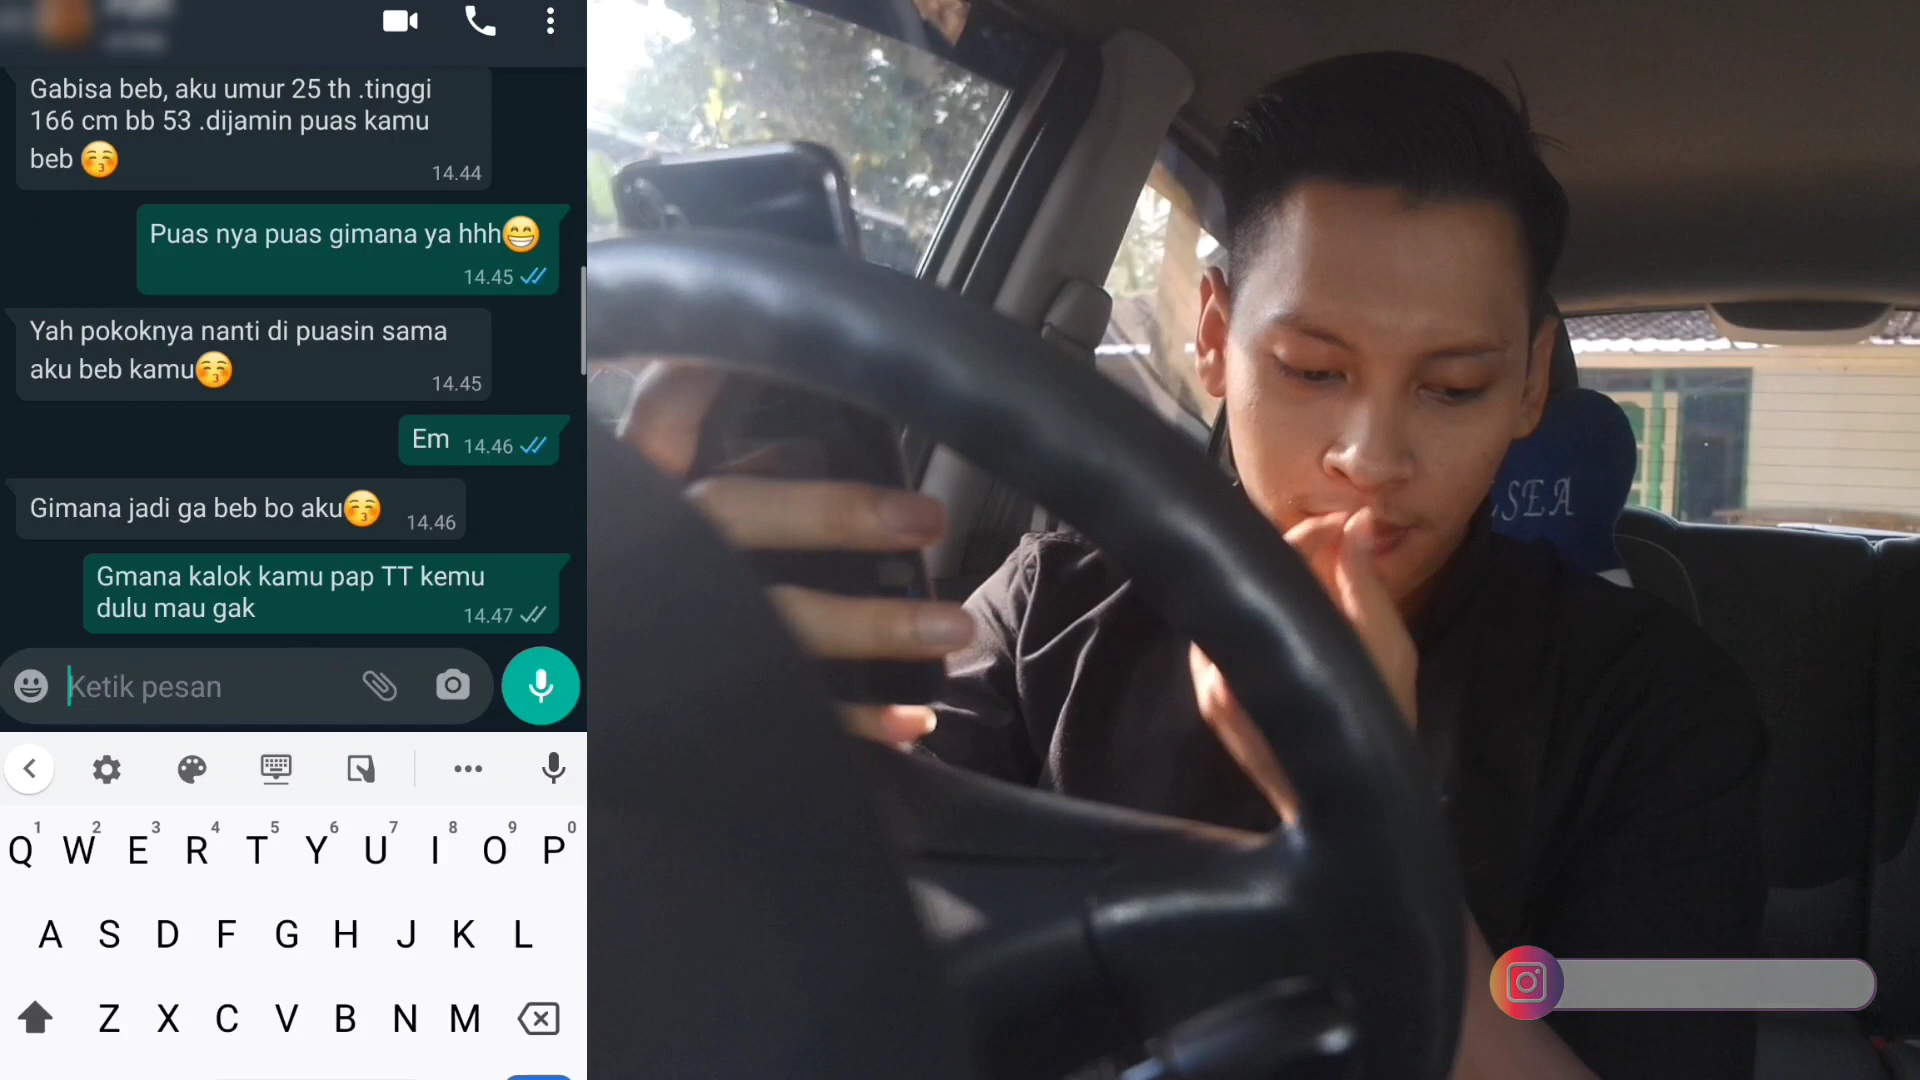 Gabisa beb, aku umur 25 th .tinggi
166 cm bb 53 .dijamin puas kamu
beb 😚
14.44
Puas nya puas gimana ya hhh😁
14.45
Yah pokoknya nanti di puasin sama
aku beb kamu😚
14.45
Em 14.46
Gimana jadi ga beb bo aku😚 14.46
Gmana kalok kamu pap TT kemu
dulu mau gak 14.47
Ketik pesan
1 2 3 4 5 6 7 8 9 0
Q W E R T Y U I O P
A S D F G H J K L
Z X C V B N M
SEA